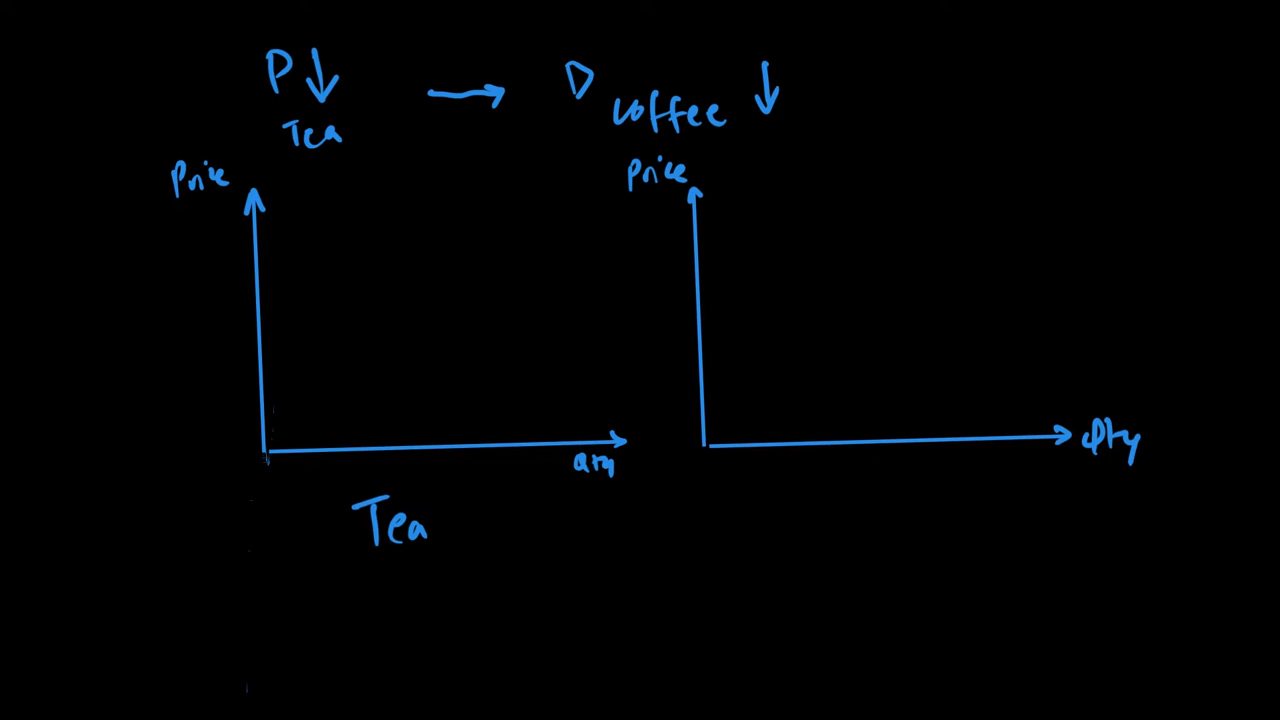 P↓ → D coffee ↓
Tea
Price Price
Qty Qty
Tea